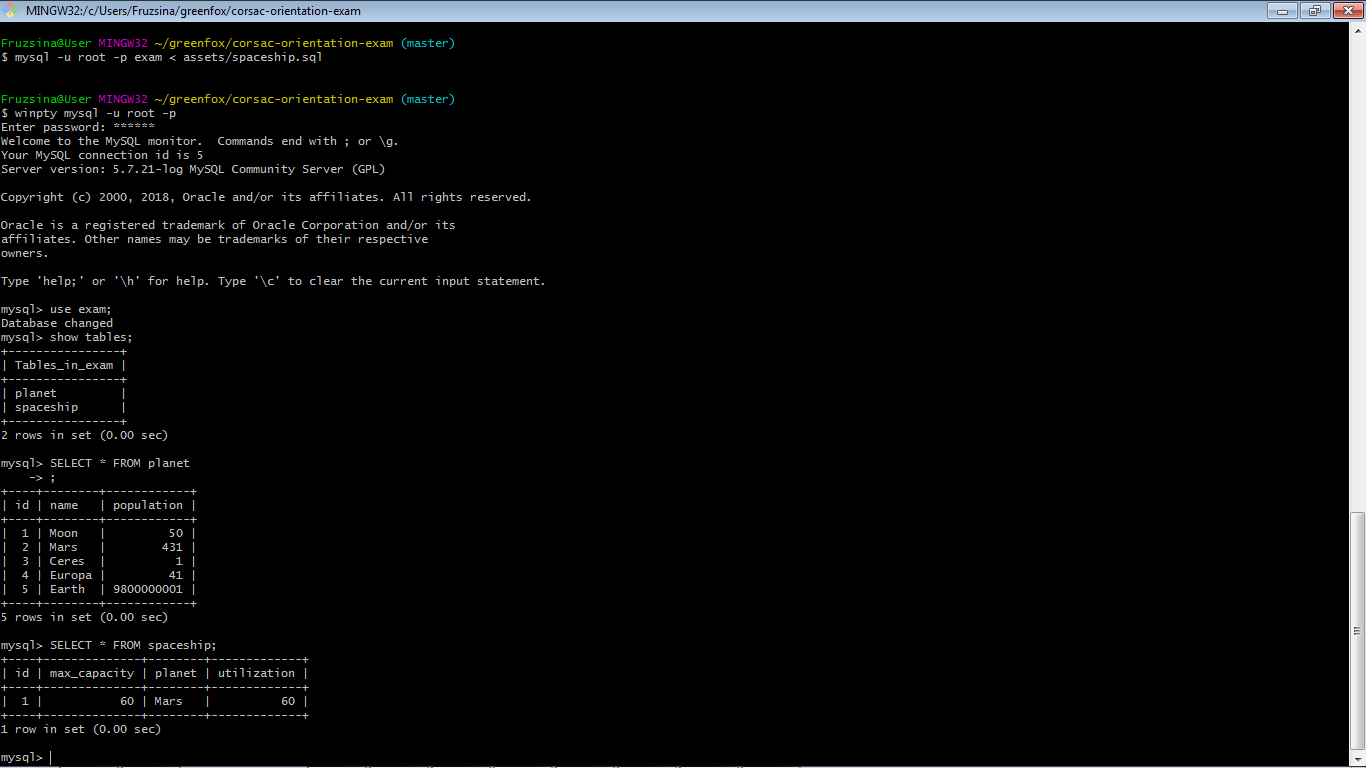 MINGW32:/c/Users/Fruzsina/greenfox/corsac-orientation-exam
Fruzsina@User MINGW32 ~/greenfox/corsac-orientation-exam (master)
$ mysql -u root -p exam < assets/spaceship.sql
Fruzsina@User MINGW32 ~/greenfox/corsac-orientation-exam (master)
$ winpty mysql -u root -p
Enter password: ******
Welcome to the MySQL monitor.  Commands end with ; or \g.
Your MySQL connection id is 5
Server version: 5.7.21-log MySQL Community Server (GPL)
Copyright (c) 2000, 2018, Oracle and/or its affiliates. All rights reserved.
Oracle is a registered trademark of Oracle Corporation and/or its
affiliates. Other names may be trademarks of their respective
owners.
Type 'help;' or '\h' for help. Type '\c' to clear the current input statement.
mysql> use exam;
Database changed
mysql> show tables;
+----------------+
| Tables_in_exam |
+----------------+
| planet         |
| spaceship      |
+----------------+
2 rows in set (0.00 sec)
mysql> SELECT * FROM planet
    -> ;
+----+--------+------------+
| id | name   | population |
+----+--------+------------+
|  1 | Moon   |         50 |
|  2 | Mars   |        431 |
|  3 | Ceres  |          1 |
|  4 | Europa |         41 |
|  5 | Earth  | 9800000001 |
+----+--------+------------+
5 rows in set (0.00 sec)
mysql> SELECT * FROM spaceship;
+----+--------------+--------+-------------+
| id | max_capacity | planet | utilization |
+----+--------------+--------+-------------+
|  1 |           60 | Mars   |          60 |
+----+--------------+--------+-------------+
1 row in set (0.00 sec)
mysql>